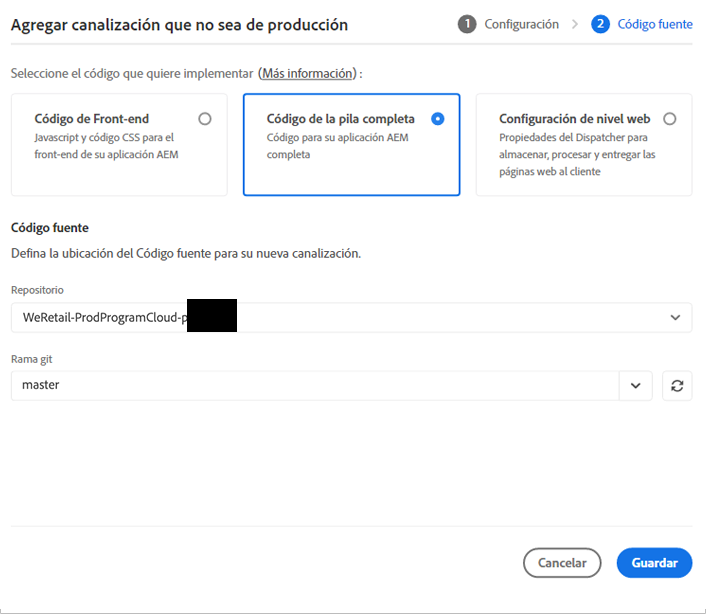 Agregar canalización que no sea de producción
1 Configuración > 2 Código fuente
Seleccione el código que quiere implementar (Más información) :
Código de Front-end
Javascript y código CSS para el
front-end de su aplicación AEM
Código de la pila completa
Código para su aplicación AEM
completa
Configuración de nivel web
Propiedades del Dispatcher para
almacenar, procesar y entregar las
páginas web al cliente
Código fuente
Defina la ubicación del Código fuente para su nueva canalización.
Repositorio
WeRetail-ProdProgramCloud-p
Rama git
master
Cancelar
Guardar